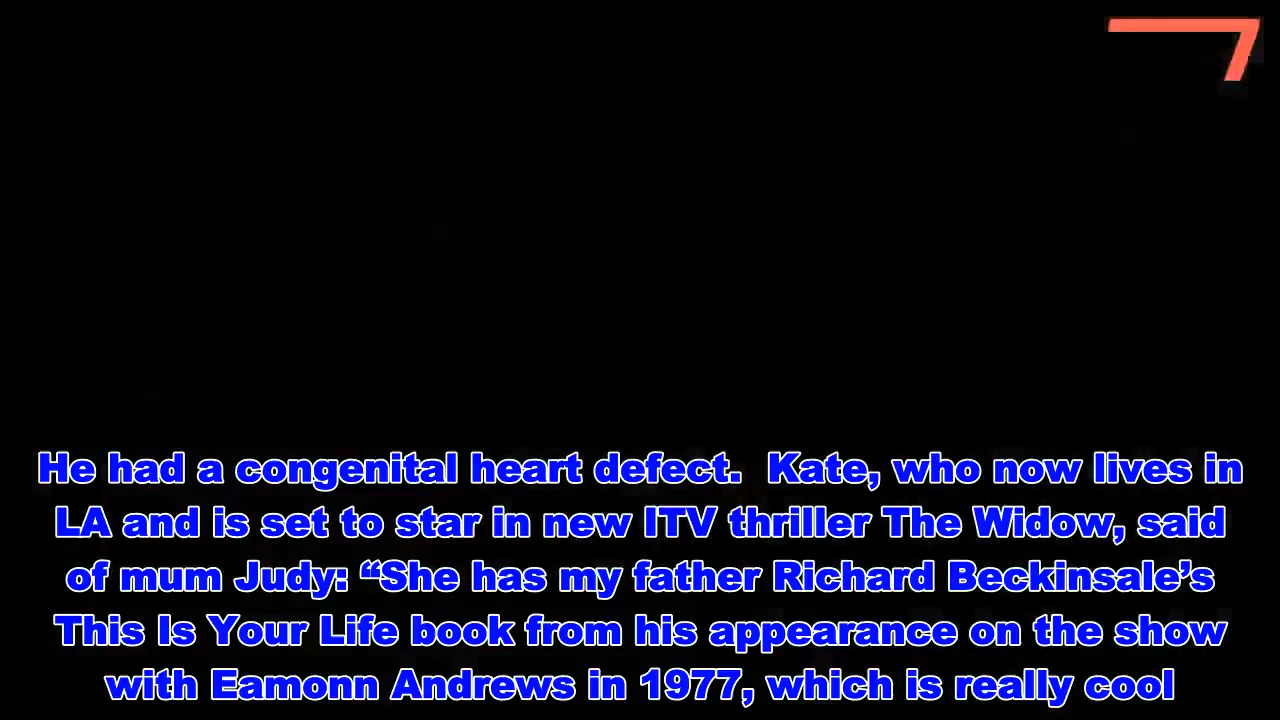 He had a congenital heart defect.  Kate, who now lives in
LA and is set to star in new ITV thriller The Widow, said
of mum Judy: “She has my father Richard Beckinsale’s
This Is Your Life book from his appearance on the show
with Eamonn Andrews in 1977, which is really cool